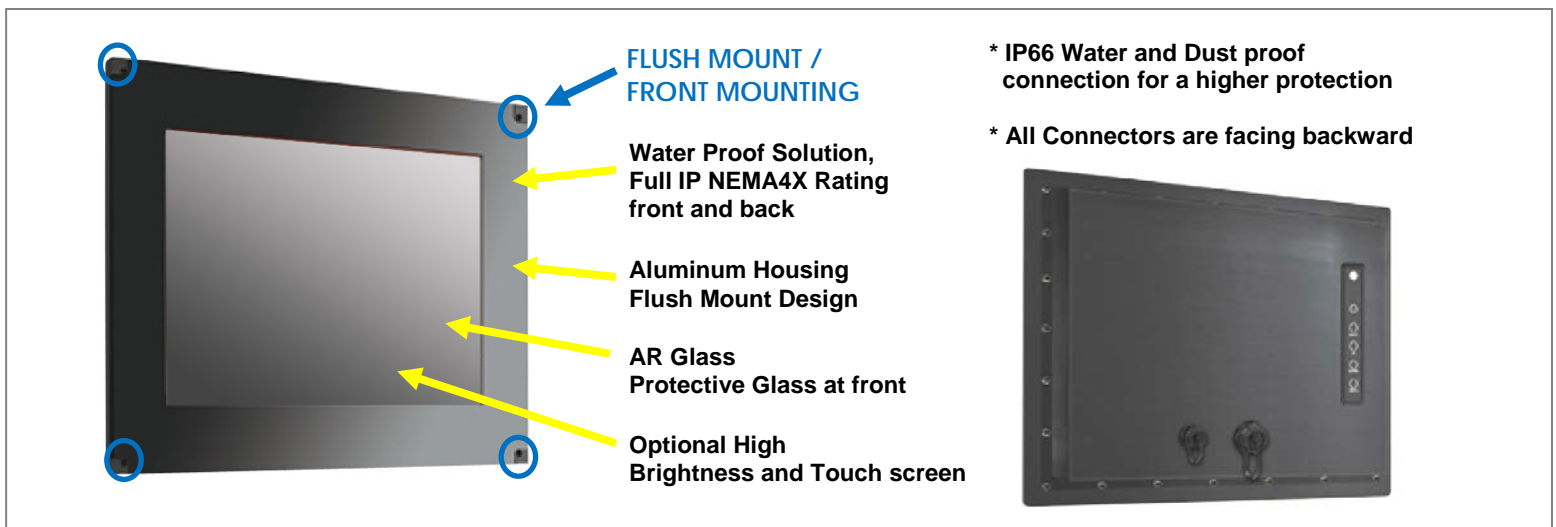 FLUSH MOUNT /
FRONT MOUNTING
Water Proof Solution,
Full IP NEMA4X Rating
front and back
Aluminum Housing
Flush Mount Design
AR Glass
Protective Glass at front
Optional High
Brightness and Touch screen
* IP66 Water and Dust proof
connection for a higher protection
* All Connectors are facing backward